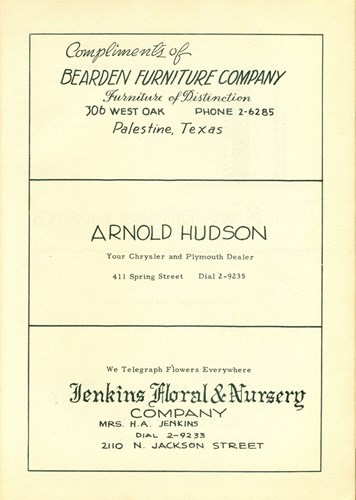 Compliments of
BEARDEN FURNITURE COMPANY
Furniture of Distinction
306 WEST OAK PHONE 2-6285
Palestine, Texas
ARNOLD HUDSON
Your Chrysler and Plymouth Dealer
411 Spring Street Dial 2-9235
We Telegraph Flowers Everywhere
Jenkins Floral & Nursery
COMPANY
MRS. H.A. JENKINS
DIAL 2-9233
2110 N. JACKSON STREET